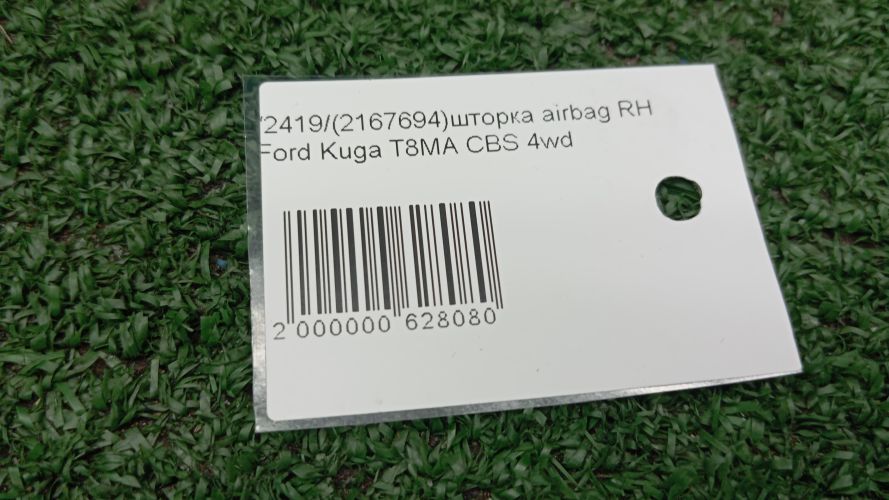 2419/(2167694)шторка airbag RH
Ford Kuga T8MA CBS 4wd
2 000000 628080